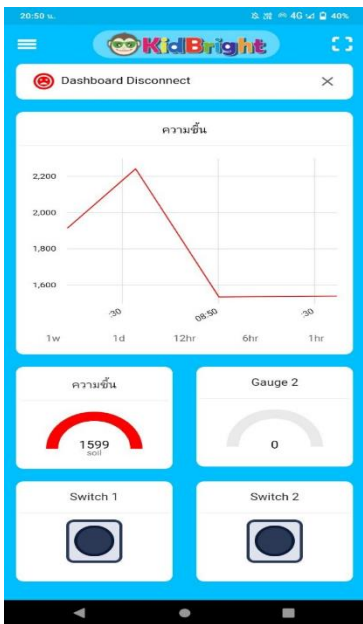 20:50 น. 4G 40%
KidBright
Dashboard Disconnect
ความชื้น
2,200
2,000
1,800
1,600
:30 08:50 :30
1w 1d 12hr 6hr 1hr
ความชื้น Gauge 2
1599 0
soil
Switch 1 Switch 2